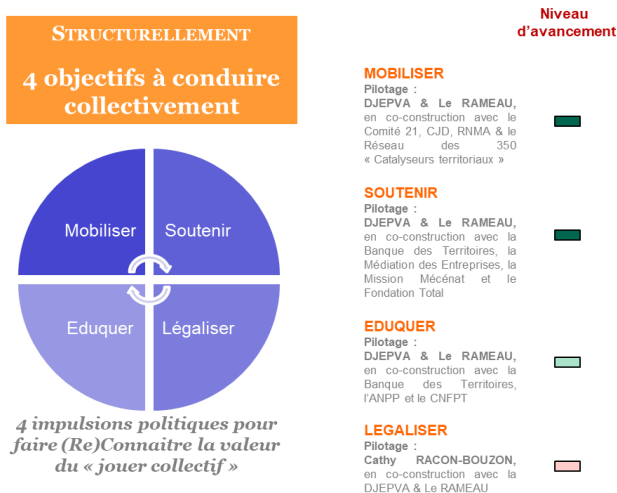 STRUCTURELLEMENT
4 objectifs à conduire
collectivement
Mobiliser
Soutenir
Eduquer
Légaliser
4 impulsions politiques pour
faire (Re)Connaitre la valeur
du « jouer collectif »
Niveau
d'avancement
MOBILISER
Pilotage :
DJEPVA & Le RAMEAU,
en co-construction avec le
Comité 21, CJD, RNMA & le
Réseau des 350
« Catalyseurs territoriaux »
SOUTENIR
Pilotage :
DJEPVA & Le RAMEAU,
en co-construction avec la
Banque des Territoires, la
Médiation des Entreprises, la
Mission Mécénat et le
Fondation Total
EDUQUER
Pilotage :
DJEPVA & Le RAMEAU,
en co-construction avec la
Banque des Territoires,
l'ANPP et le CNFPT
LEGALISER
Pilotage :
Cathy RACON-BOUZON,
en co-construction avec la
DJEPVA & Le RAMEAU